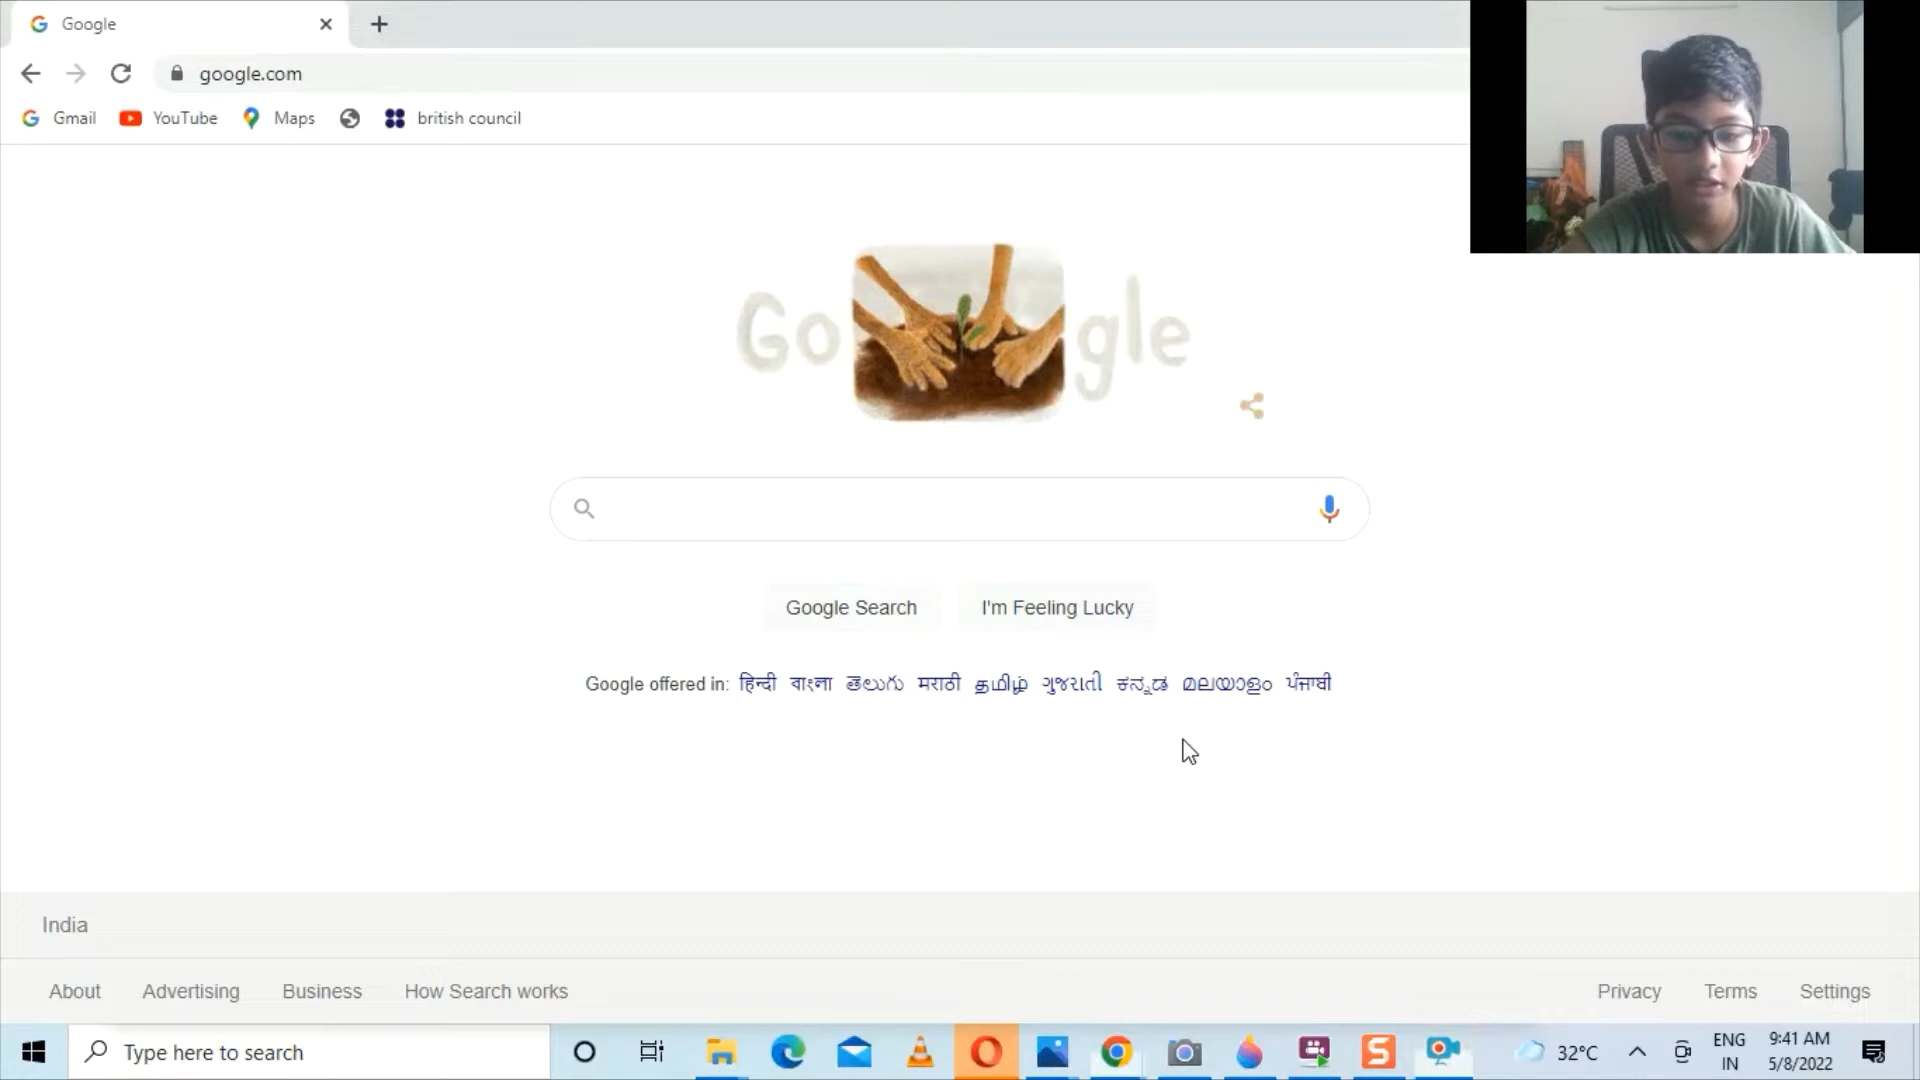 Google
google.com
Gmail YouTube Maps british council
Go gle
Google Search I'm Feeling Lucky
Google offered in: हिन्दी বাংলা తెలుగు मराठी தமிழ் ગુજરાતી ಕನ್ನಡ മലയാളം ਪੰਜਾਬੀ
India
About Advertising Business How Search works Privacy Terms Settings
Type here to search 32°C ENG 9:41 AM
IN 5/8/2022